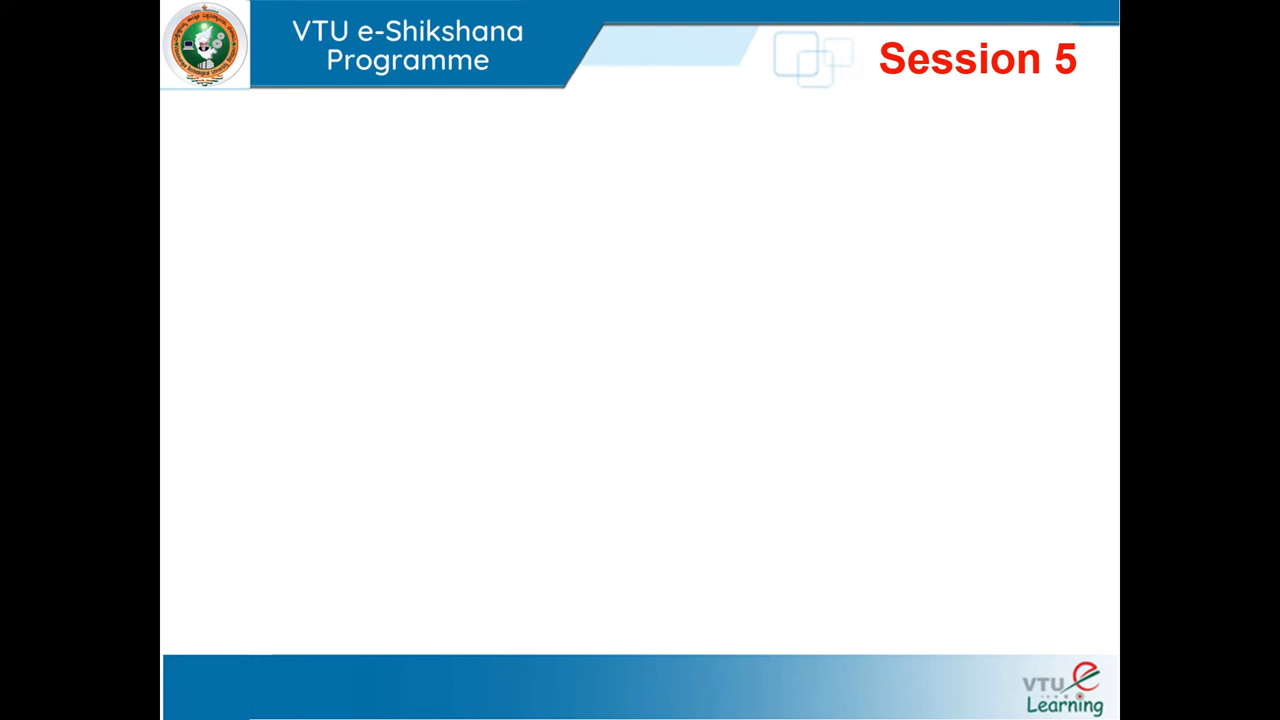 VTU e-Shikshana
Programme
Session 5
VTU e
Learning